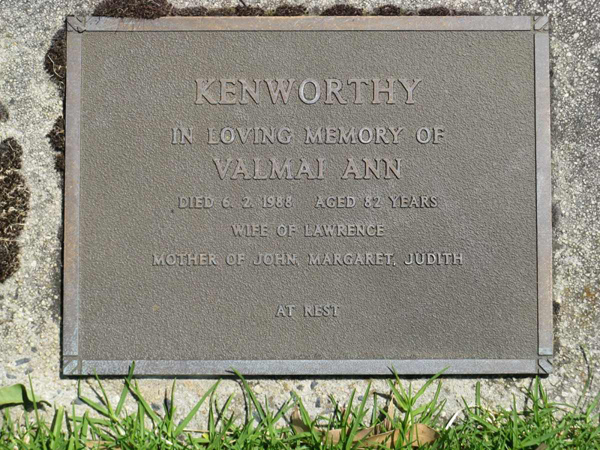 KENWORTHY
IN LOVING MEMORY OF
VALMAI ANN
DIED 6. 2. 1988 AGED 82 YEARS
WIFE OF LAWRENCE
MOTHER OF JOHN, MARGARET, JUDITH
AT REST